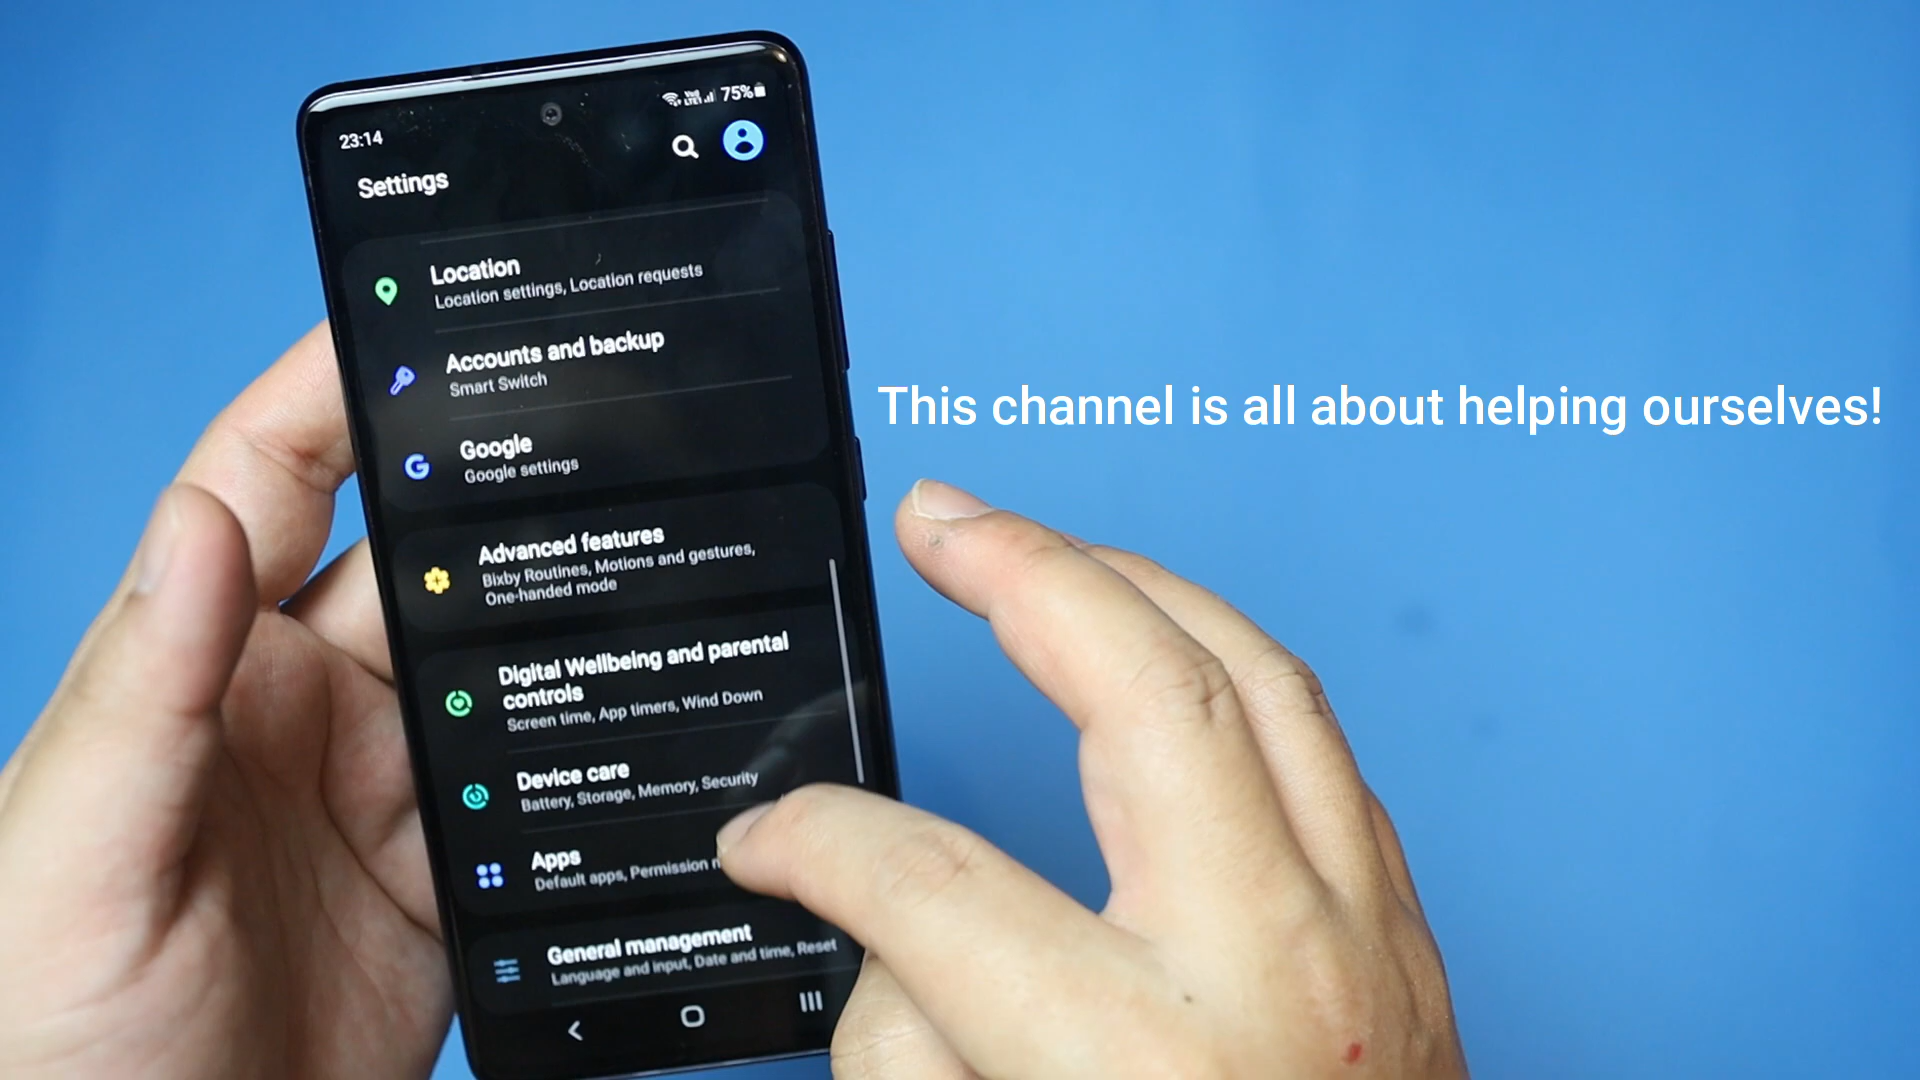 23:14
Vo)
LTE1
75%
Settings
Location
Location settings, Location requests
Accounts and backup
Smart Switch
Google
Google settings
Advanced features
Bixby Routines, Motions and gestures,
One-handed mode
Digital Wellbeing and parental
controls
Screen time, App timers, Wind Down
Device care
Battery, Storage, Memory, Security
Apps
Default apps, Permission
General management
Language and input, Date and time, Reset
This channel is all about helping ourselves!